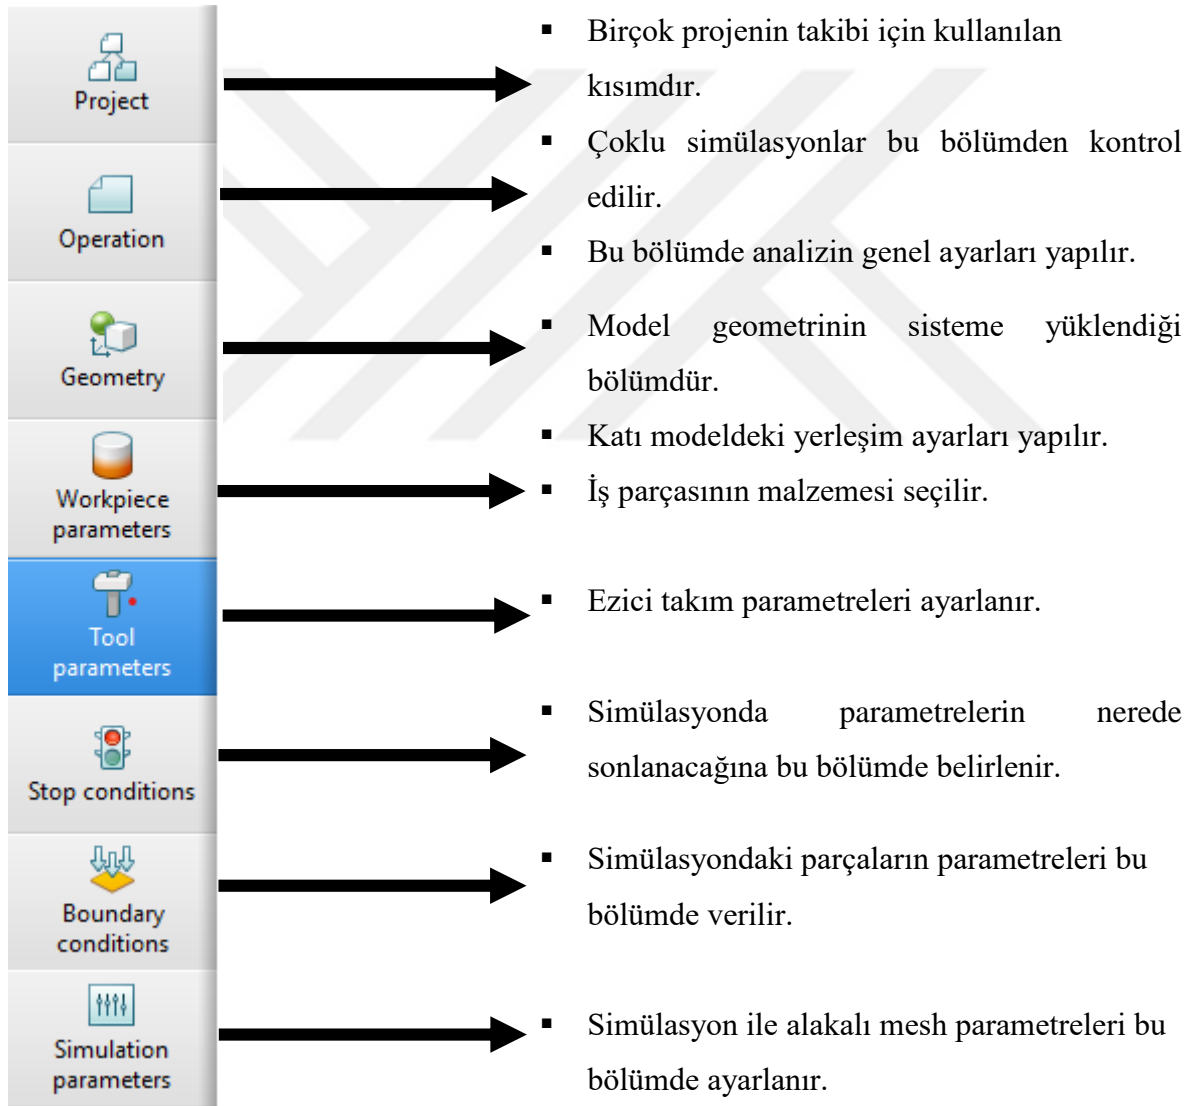 Project
▪ Birçok projenin takibi için kullanılan
kısımdır.
▪ Çoklu simülasyonlar bu bölümden kontrol
edilir.
Operation
▪ Bu bölümde analizin genel ayarları yapılır.
▪ Model geometrinin sisteme yüklendiği
bölümdür.
Geometry
▪ Katı modeldeki yerleşim ayarları yapılır.
Workpiece
parameters
▪ İş parçasının malzemesi seçilir.
Tool
parameters
▪ Ezici takım parametreleri ayarlanır.
Stop conditions
▪ Simülasyonda parametrelerin nerede
sonlanacağına bu bölümde belirlenir.
Boundary
conditions
▪ Simülasyondaki parçaların parametreleri bu
bölümde verilir.
Simulation
parameters
▪ Simülasyon ile alakalı mesh parametreleri bu
bölümde ayarlanır.